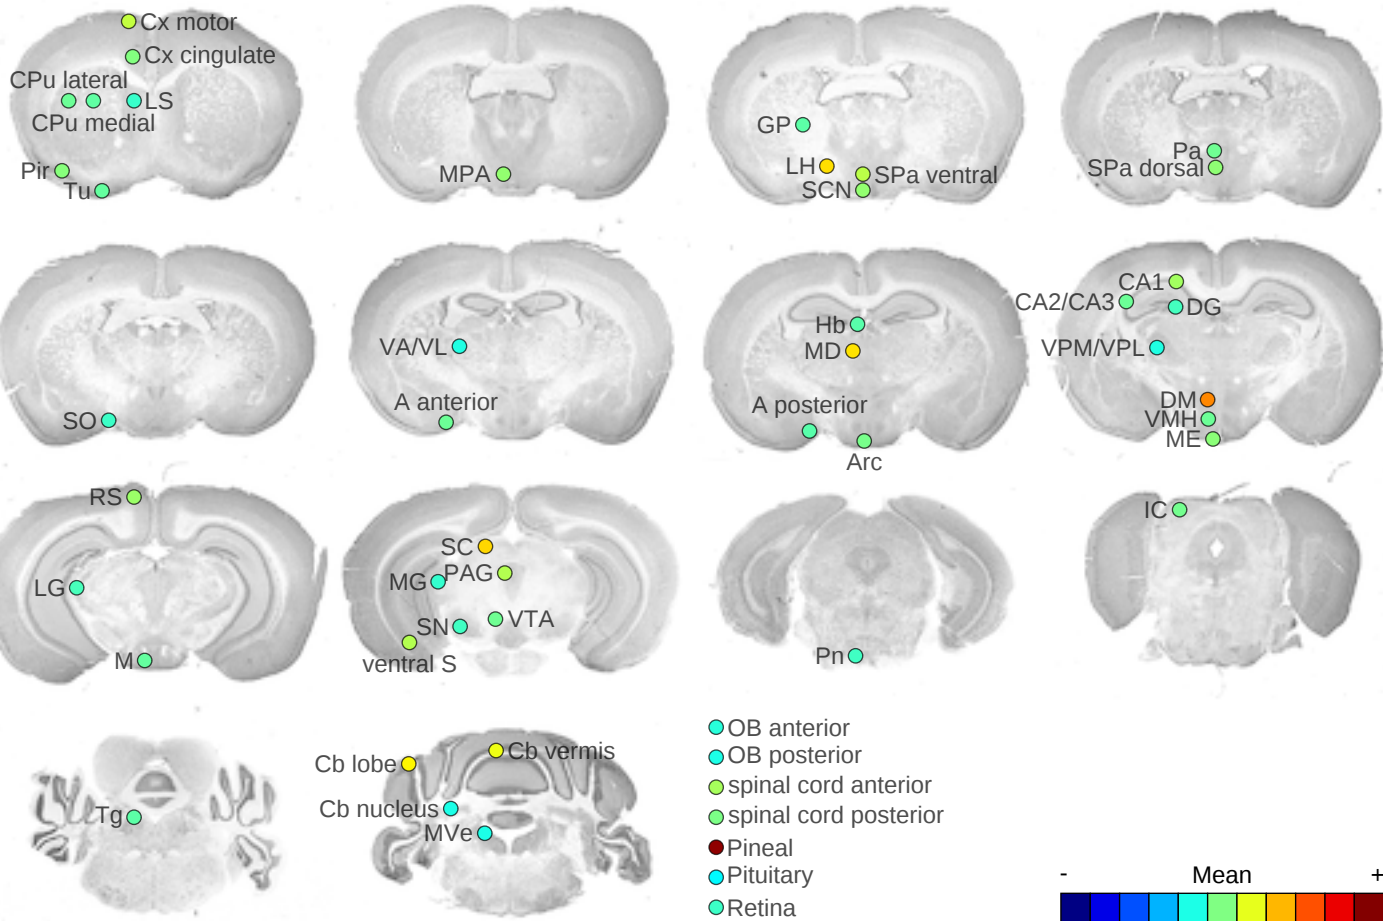 Cx motor
Cx cingulate
CPu lateral
LS
CPu medial
Pir
Tu
MPA
GP
LH
SPa ventral
SCN
Pa
SPa dorsal
SO
VA/VL
A anterior
Hb
MD
A posterior
Arc
CA1
CA2/CA3
DG
VPM/VPL
DM
VMH
ME
RS
LG
M
SC
PAG
MG
VTA
SN
ventral S
Pn
IC
Tg
Cb vermis
Cb lobe
Cb nucleus
MVe
OB anterior
OB posterior
spinal cord anterior
spinal cord posterior
Pineal
Pituitary
Retina
- Mean +